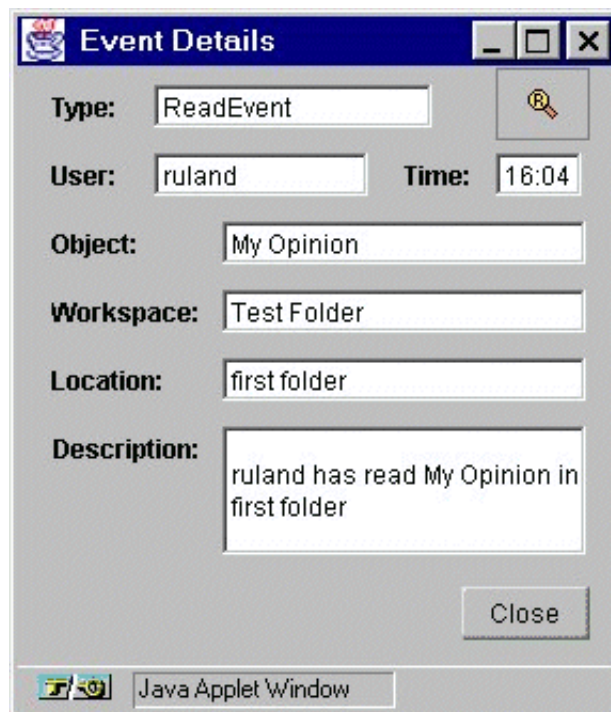 Event Details
Type: ReadEvent
User: ruland Time: 16:04
Object: My Opinion
Workspace: Test Folder
Location: first folder
Description: ruland has read My Opinion in
first folder
Close
Java Applet Window